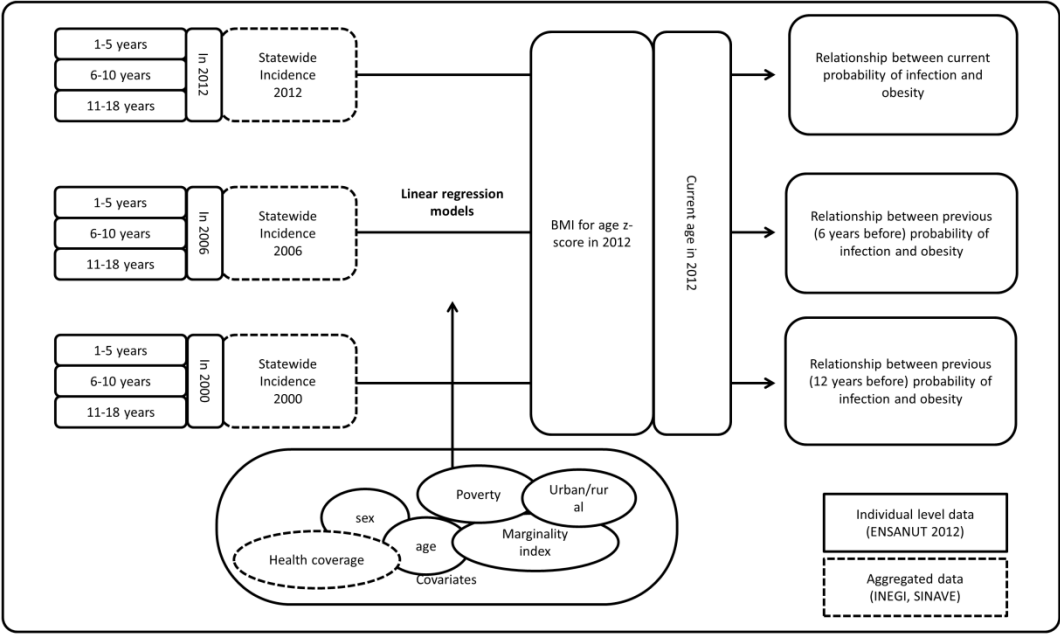 1-5 years
6-10 years
11-18 years
In 2012
Statewide
Incidence
2012
Relationship between current
probability of infection and
obesity
1-5 years
6-10 years
11-18 years
In 2006
Statewide
Incidence
2006
Linear regression
models
BMI for age z-
score in 2012
Current age in 2012
Relationship between previous
(6 years before) probability of
infection and obesity
1-5 years
6-10 years
11-18 years
In 2000
Statewide
Incidence
2000
Relationship between previous
(12 years before) probability of
infection and obesity
Poverty
Urban/rur
al
sex
age
Marginality
index
Health coverage
Covariates
Individual level data
(ENSANUT 2012)
Aggregated data
(INEGI, SINAVE)